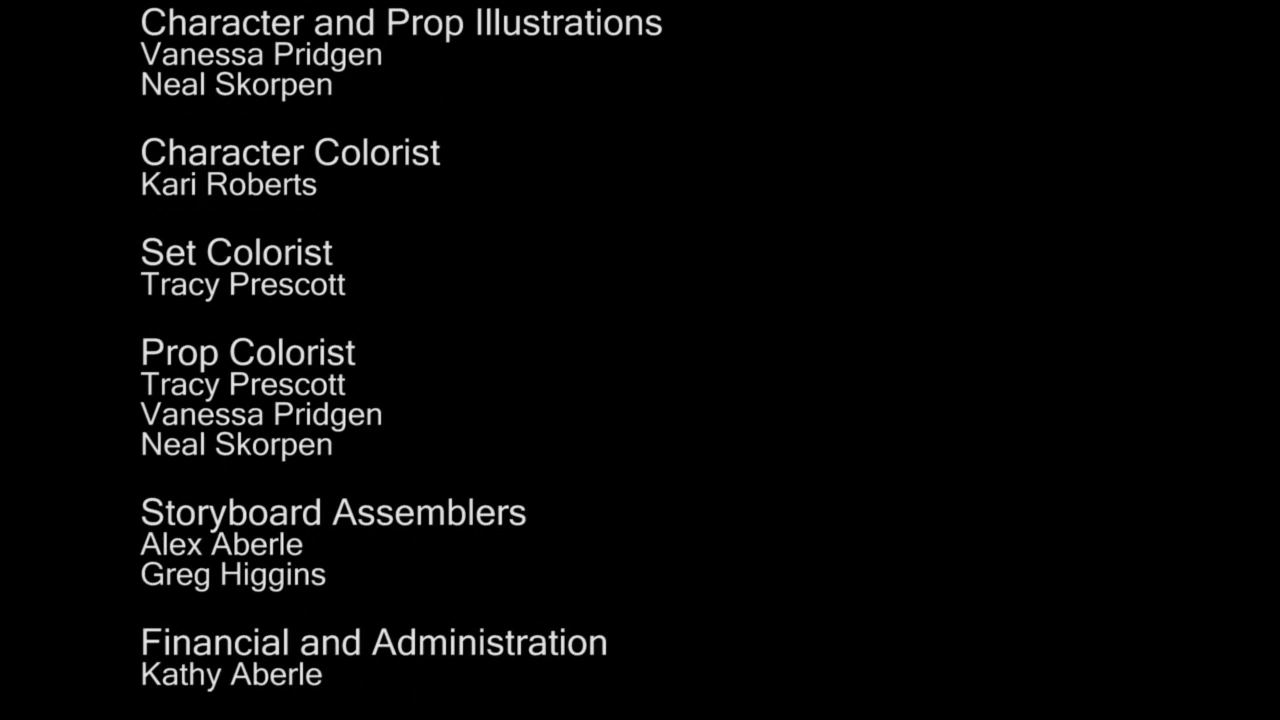 Character and Prop Illustrations
Vanessa Pridgen
Neal Skorpen
Character Colorist
Kari Roberts
Set Colorist
Tracy Prescott
Prop Colorist
Tracy Prescott
Vanessa Pridgen
Neal Skorpen
Storyboard Assemblers
Alex Aberle
Greg Higgins
Financial and Administration
Kathy Aberle